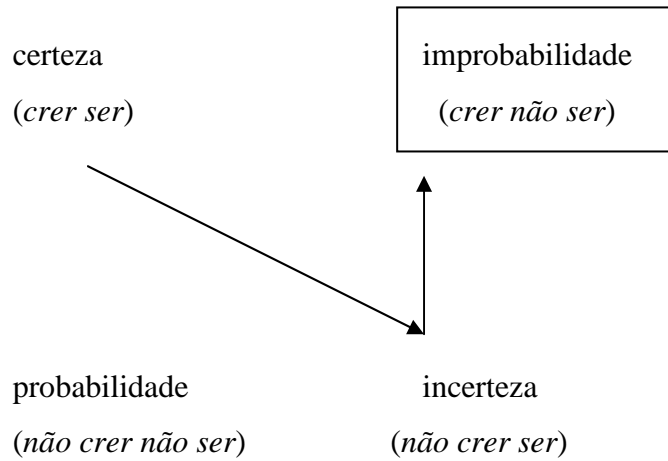 certeza
(crer ser)
improbabilidade
(crer não ser)
probabilidade
(não crer não ser)
incerteza
(não crer ser)